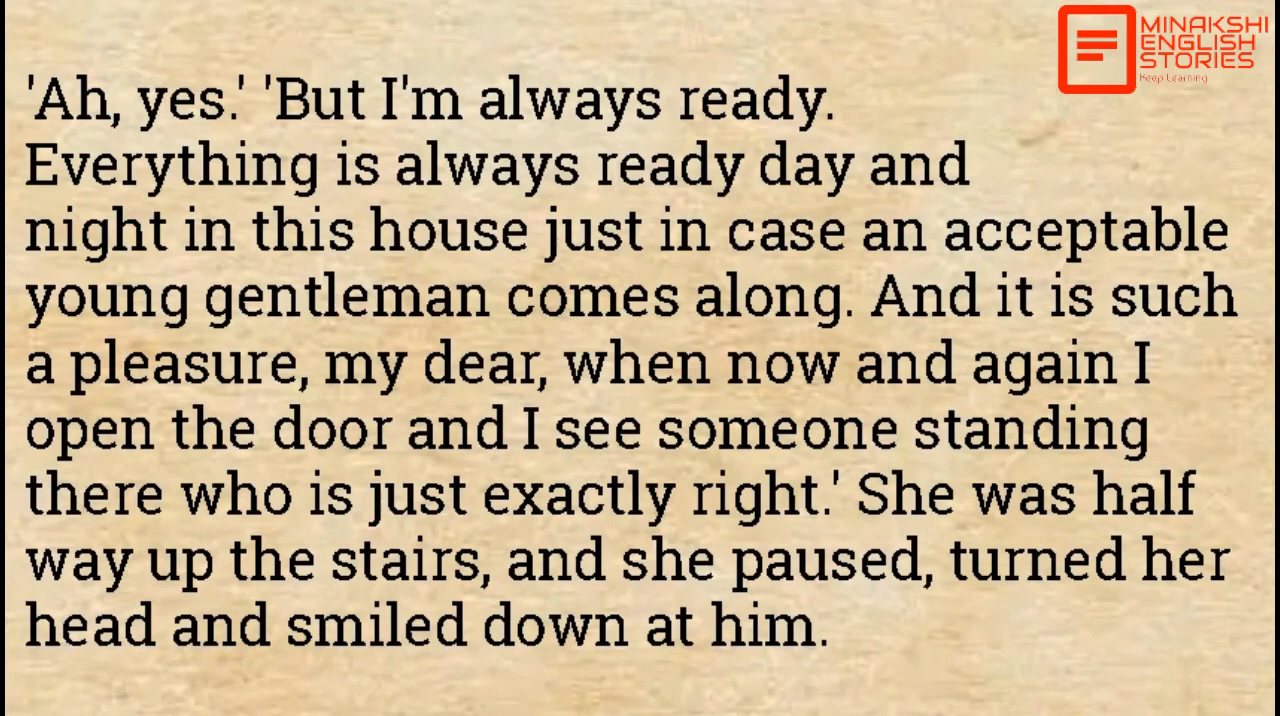 MINAKSHI
ENGLISH
STORIES
Keep Learning
'Ah, yes.' 'But I'm always ready.
Everything is always ready day and
night in this house just in case an acceptable
young gentleman comes along. And it is such
a pleasure, my dear, when now and again I
open the door and I see someone standing
there who is just exactly right.' She was half
way up the stairs, and she paused, turned her
head and smiled down at him.